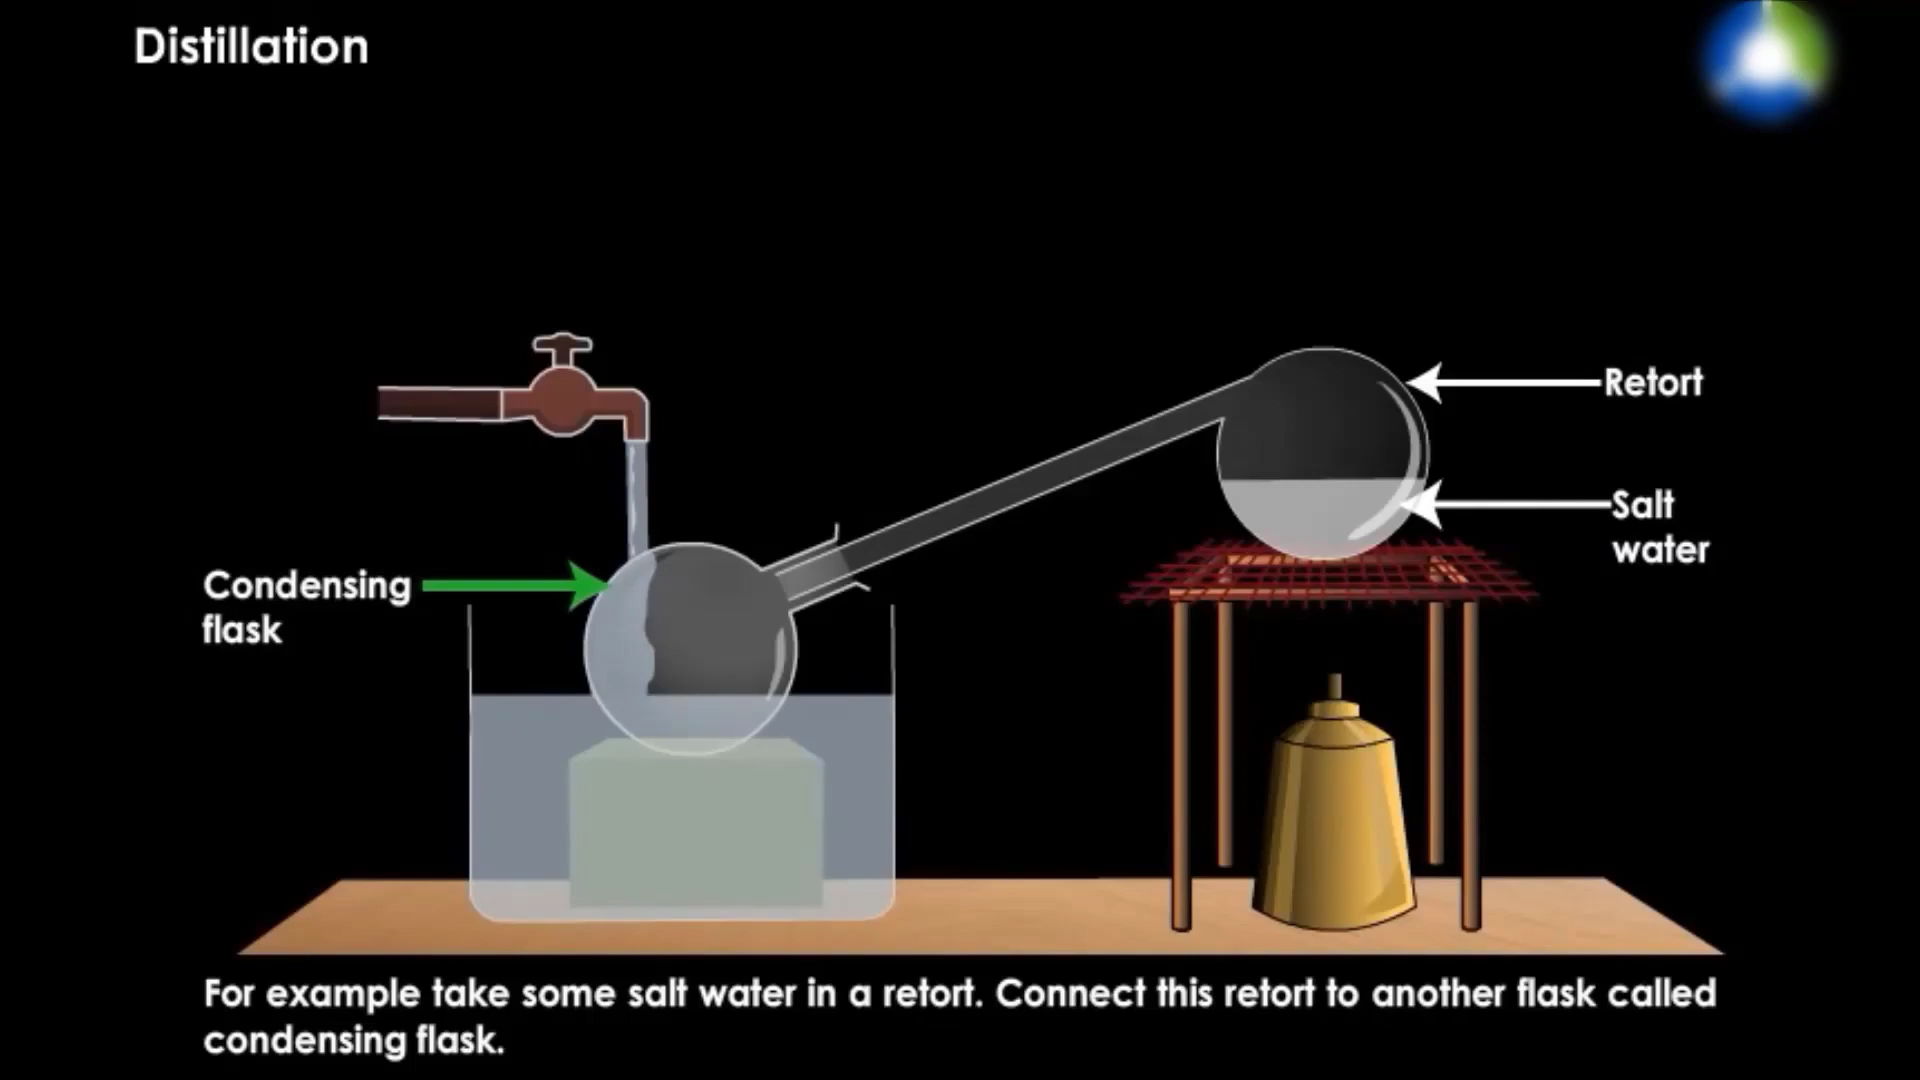 Distillation
Retort
Salt
water
Condensing
flask
For example take some salt water in a retort. Connect this retort to another flask called
condensing flask.